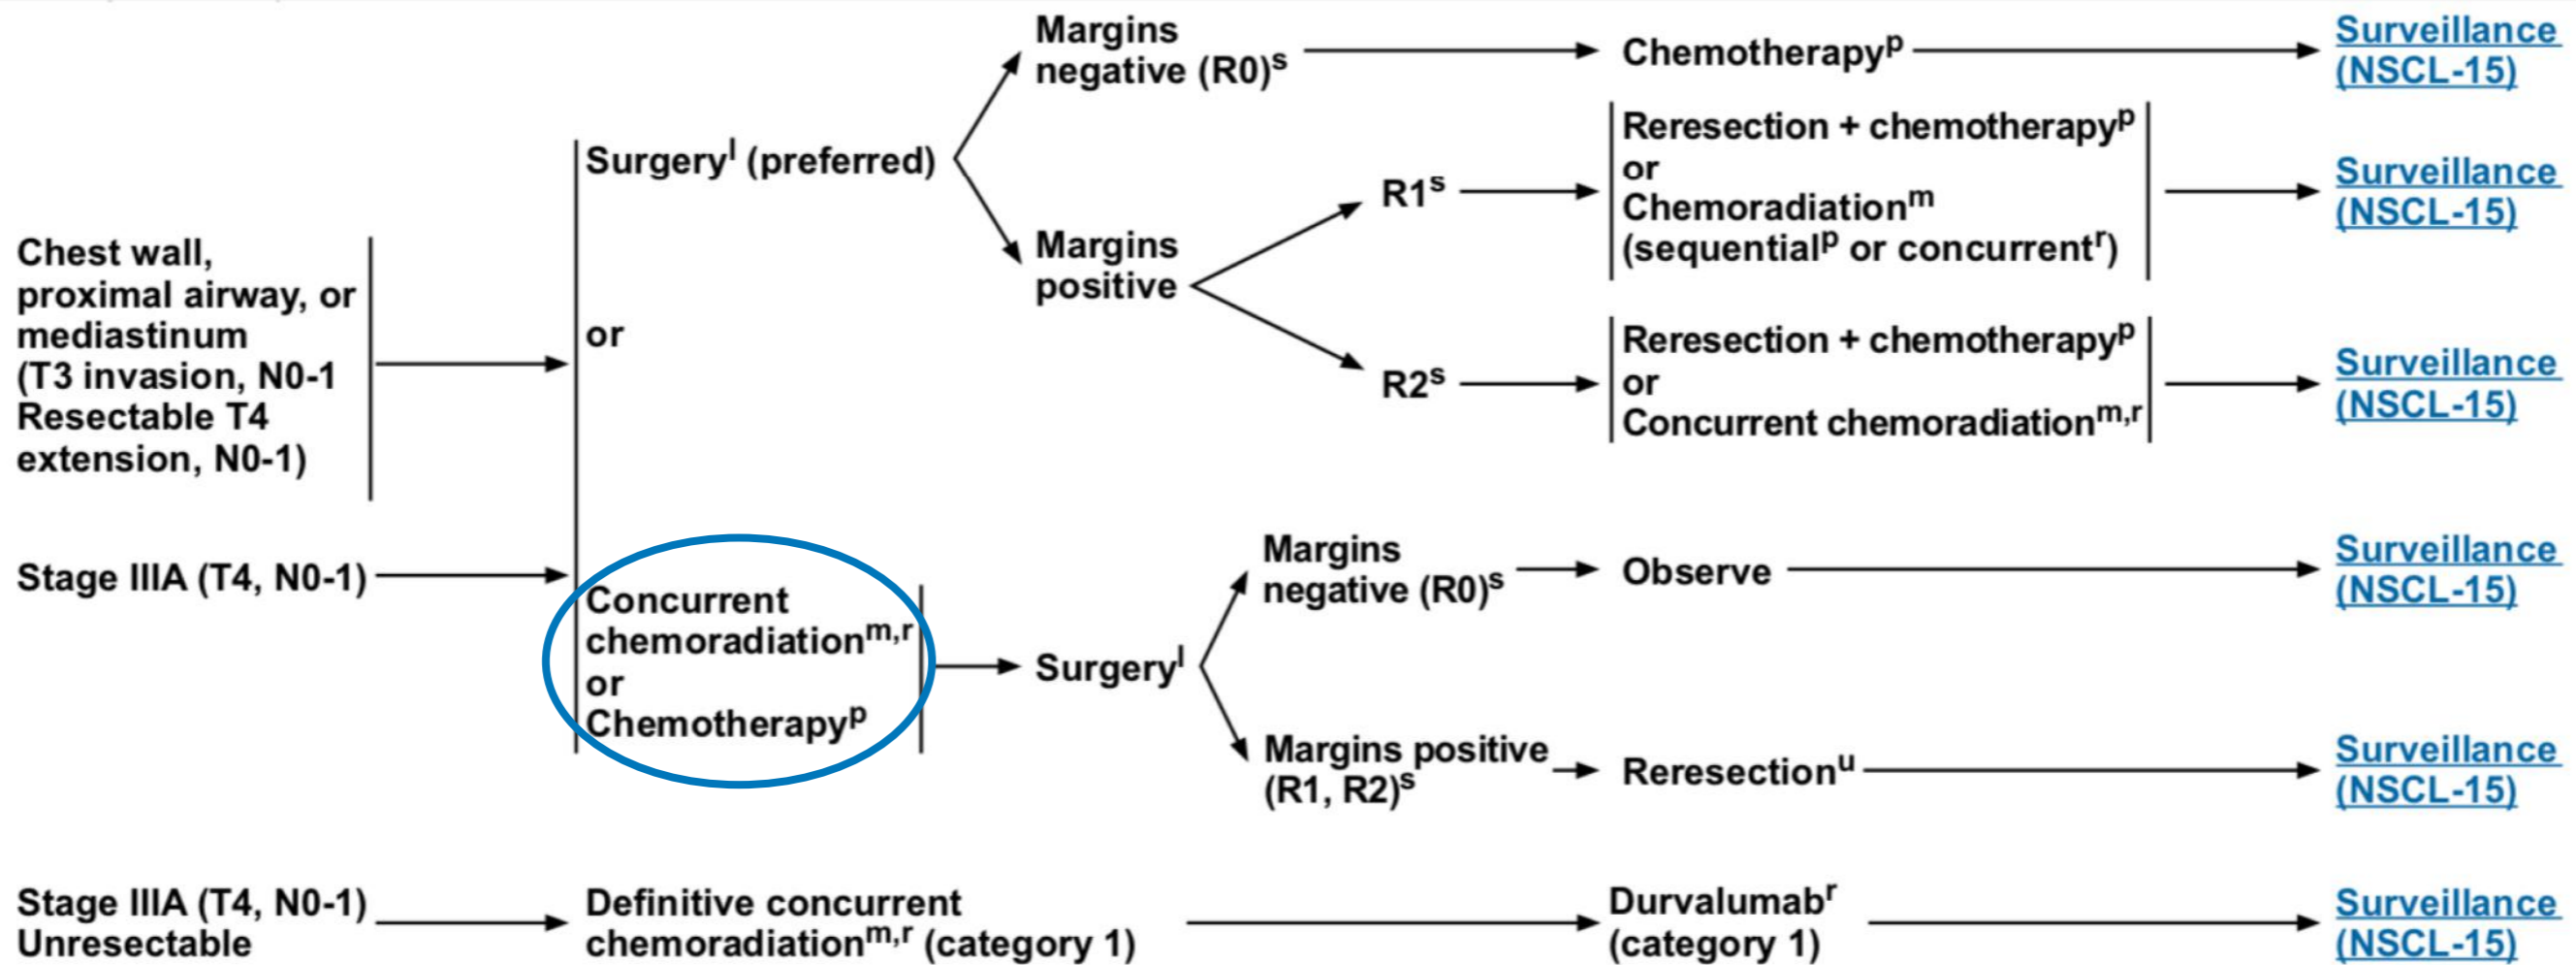 Chest wall,
proximal airway, or
mediastinum
(T3 invasion, N0-1
Resectable T4
extension, N0-1)
Stage IIIA (T4, N0-1)
Surgeryˡ (preferred)
or
Concurrent
chemoradiationᵐ,ʳ
or
Chemotherapyᵖ
Margins
negative (R0)ˢ
Chemotherapyᵖ
Surveillance
(NSCL-15)
Margins
positive
R1ˢ
Reresection + chemotherapyᵖ
or
Chemoradiationᵐ
(sequentialᵖ or concurrentʳ)
Surveillance
(NSCL-15)
R2ˢ
Reresection + chemotherapyᵖ
or
Concurrent chemoradiationᵐ,ʳ
Surveillance
(NSCL-15)
Surgeryˡ
Margins
negative (R0)ˢ
Observe
Surveillance
(NSCL-15)
Margins positive
(R1, R2)ˢ
Reresectionᵘ
Surveillance
(NSCL-15)
Stage IIIA (T4, N0-1)
Unresectable
Definitive concurrent
chemoradiationᵐ,ʳ (category 1)
Durvalumabʳ
(category 1)
Surveillance
(NSCL-15)